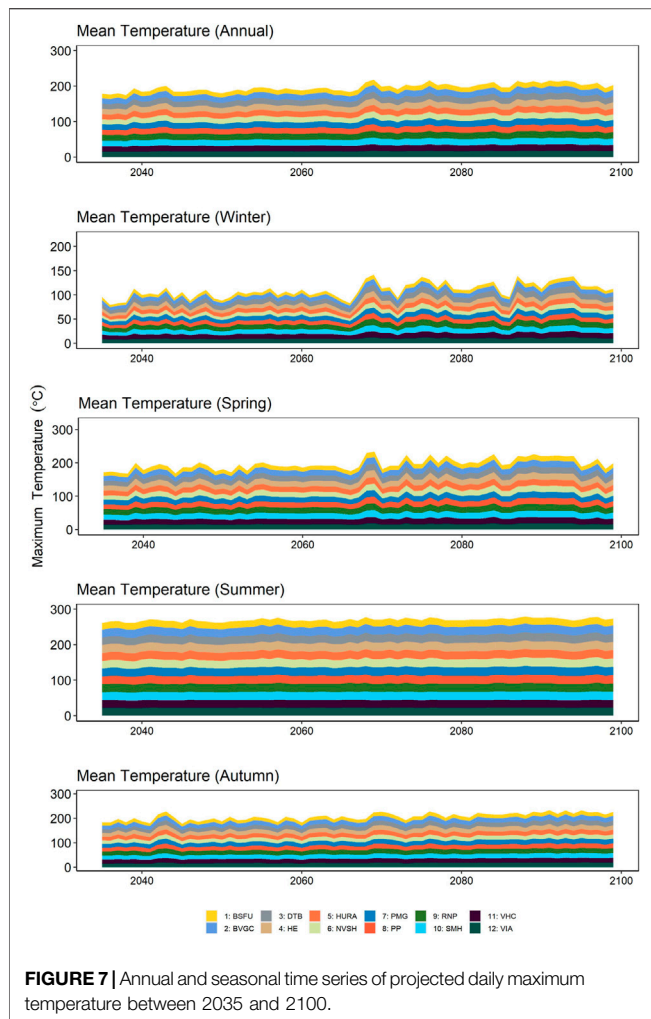 Mean Temperature (Annual)
300
200
100
0
2040 2060 2080 2100
Mean Temperature (Winter)
200
150
100
50
0
2040 2060 2080 2100
Maximum Temperature (°C)
Mean Temperature (Spring)
300
200
100
0
2040 2060 2080 2100
Mean Temperature (Summer)
300
200
100
0
2040 2060 2080 2100
Mean Temperature (Autumn)
300
200
100
0
2040 2060 2080 2100
1: BSFU 3: DTB 5: HURA 7: PMG 9: RNP 11: VHC
2: BVGC 4: HE 6: NVSH 8: PP 10: SMH 12: VIA
FIGURE 7 | Annual and seasonal time series of projected daily maximum
temperature between 2035 and 2100.